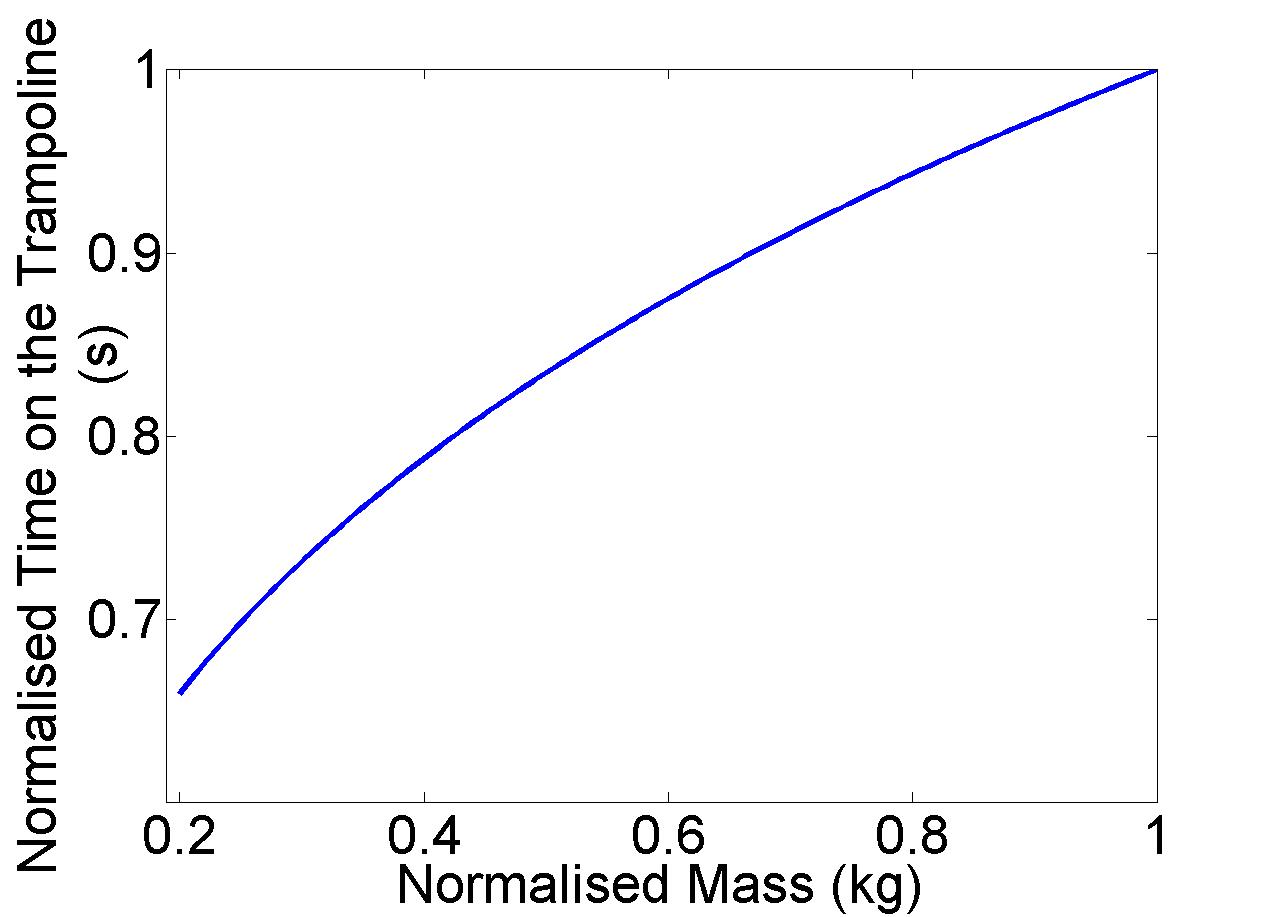 Normalised Time on the Trampoline
(s)
1
0.9
0.8
0.7
0.2 0.4 0.6 0.8 1
Normalised Mass (kg)